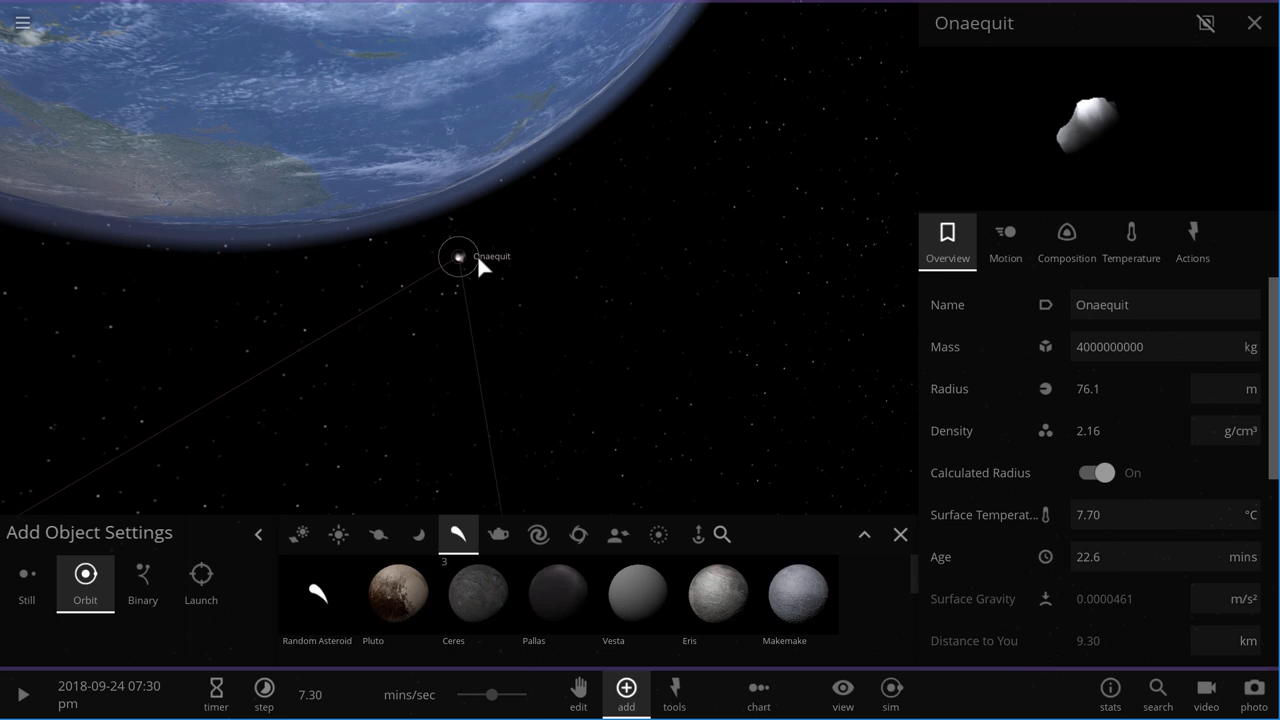 Onaequit
Onaequit
Overview
Motion
Composition
Temperature
Actions
Name
Onaequit
Mass
4000000000 kg
Radius
76.1 m
Density
2.16 g/cm³
Calculated Radius
On
Surface Temperat...
7.70 °C
Age
22.6 mins
Surface Gravity
0.0000461 m/s²
Distance to You
9.30 km
Add Object Settings
Still
Orbit
Binary
Launch
3
Random Asteroid
Pluto
Ceres
Pallas
Vesta
Eris
Makemake
2018-09-24 07:30
pm
timer
step
7.30 mins/sec
edit
add
tools
chart
view
sim
stats
search
video
photo